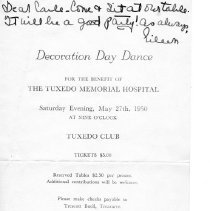 Dear Carle - Come & sit at our table.
It will be a good Party! As always,
Eileen
Decoration Day Dance
FOR THE BENEFIT OF
THE TUXEDO MEMORIAL HOSPITAL
Saturday Evening, May 27th, 1950
AT NINE O'CLOCK
TUXEDO CLUB
TICKETS $5.00
Reserved Tables $2.50 per person.
Additional contributions will be welcome.
Please make checks payable to
Treasurer